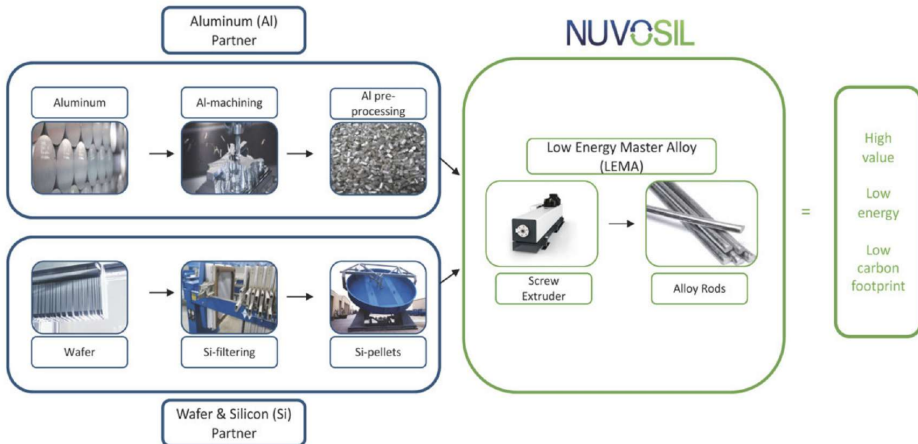 Aluminum (Al)
Partner
NUVOSIL
Aluminum
Al-machining
Al pre-
processing
Low Energy Master Alloy
(LEMA)
Screw
Extruder
Alloy Rods
=
High
value
Low
energy
Low
carbon
footprint
Wafer
Si-filtering
Si-pellets
Wafer & Silicon (Si)
Partner